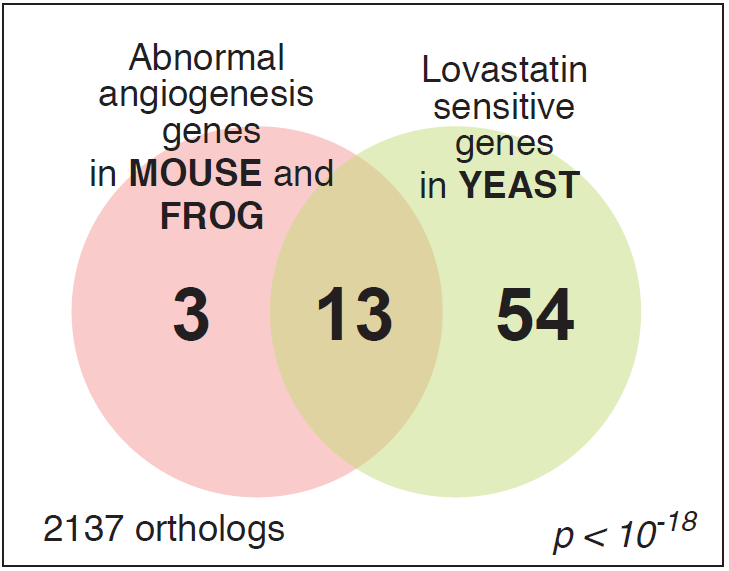 Abnormal
angiogenesis
genes
in MOUSE and
FROG
Lovastatin
sensitive
genes
in YEAST
3
13
54
2137 orthologs
p < 10⁻¹⁸